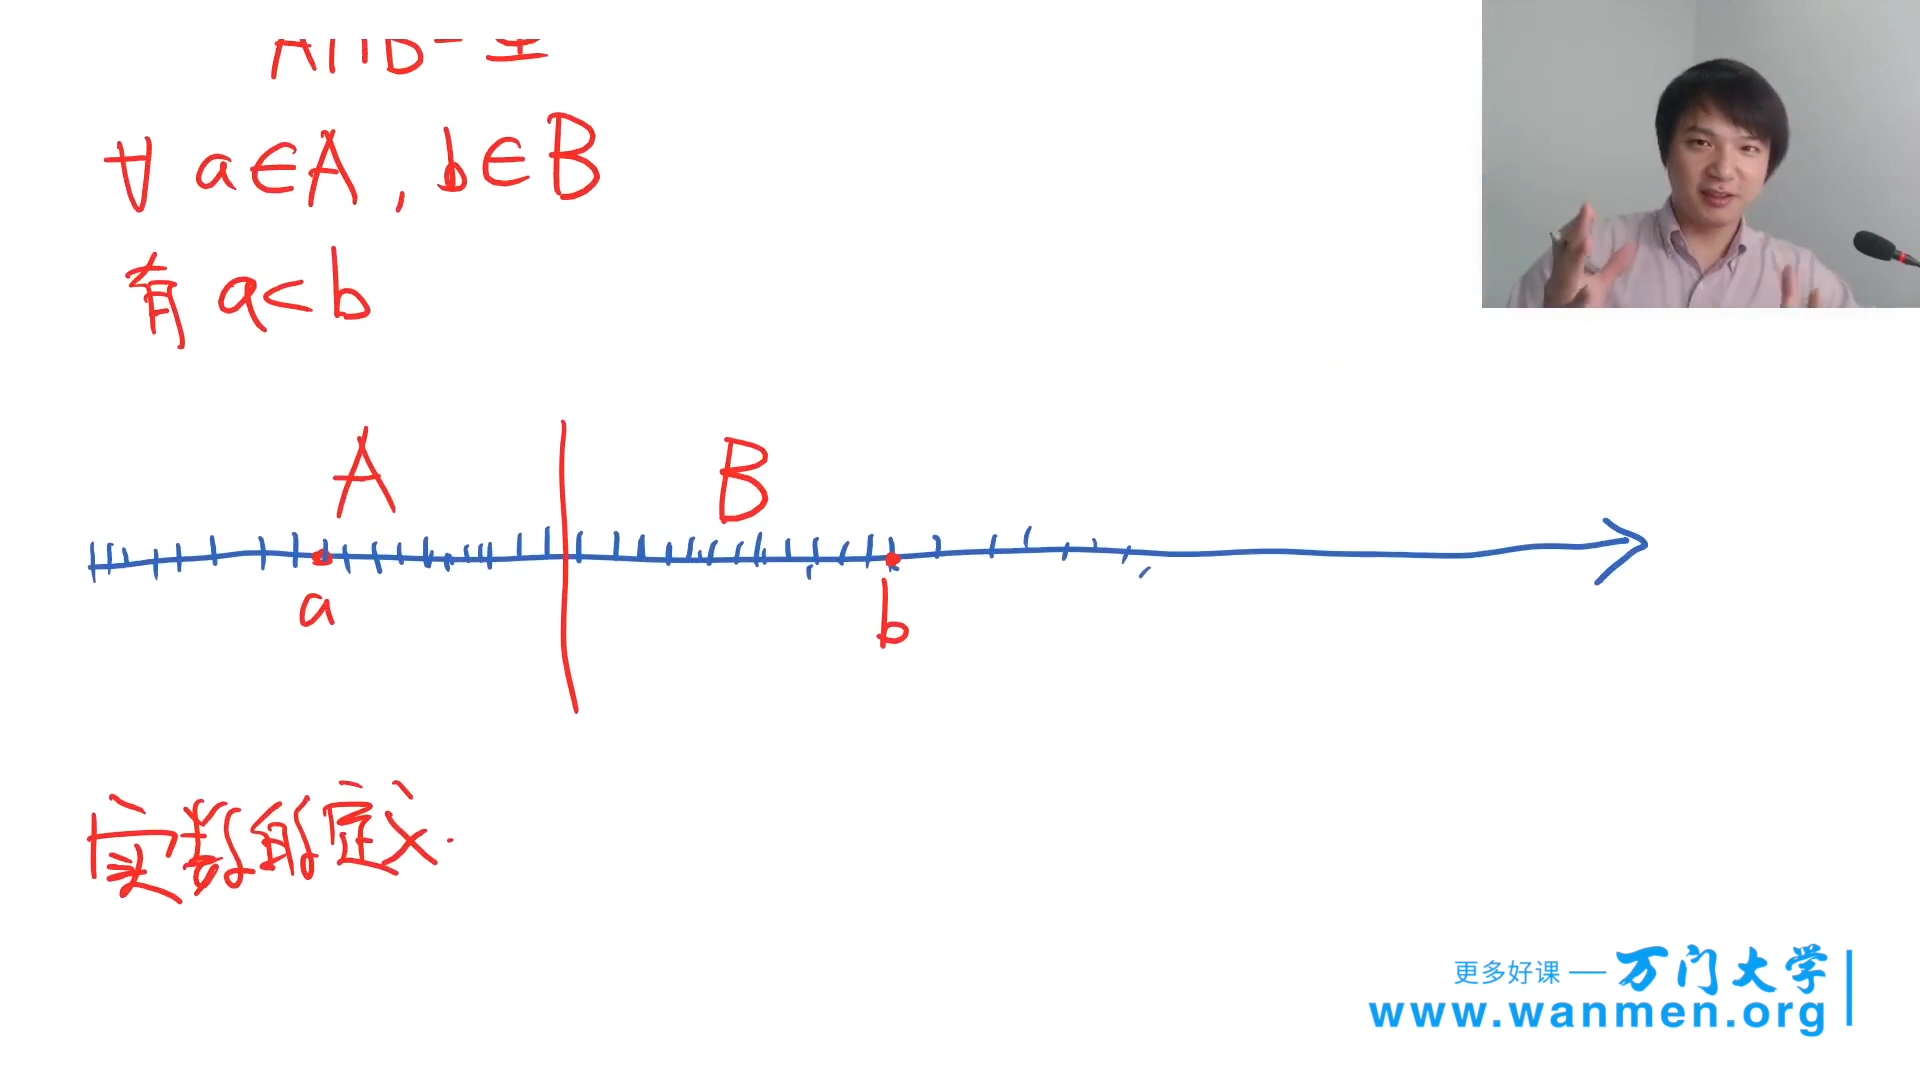 ∀ a∈A , b∈B
有 a<b
A B
a b
实数的定义.
更多好课 — 万门大学
www.wanmen.org